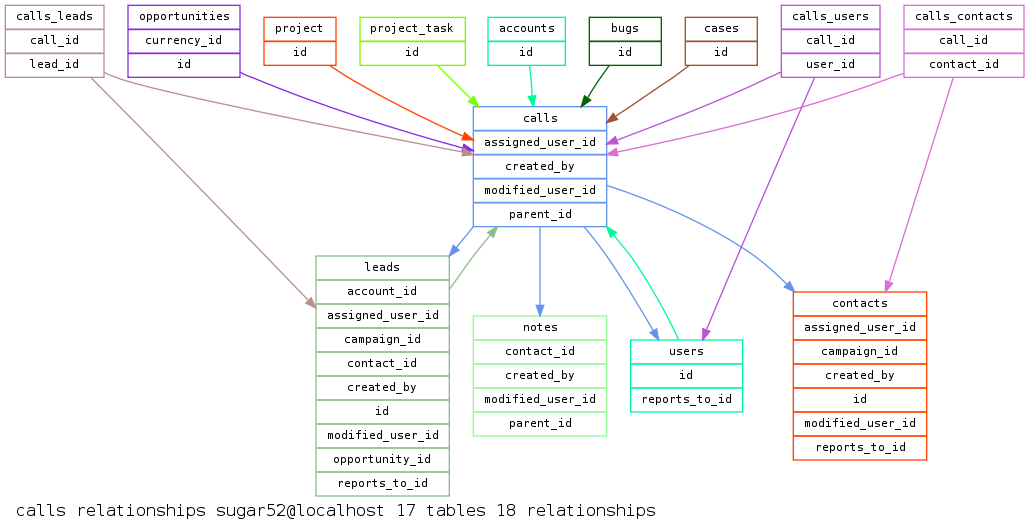 calls_leads
call_id
lead_id
opportunities
currency_id
id
project
id
project_task
id
accounts
id
bugs
id
cases
id
calls_users
call_id
user_id
calls_contacts
call_id
contact_id
calls
assigned_user_id
created_by
modified_user_id
parent_id
leads
account_id
assigned_user_id
campaign_id
contact_id
created_by
id
modified_user_id
opportunity_id
reports_to_id
notes
contact_id
created_by
modified_user_id
parent_id
users
id
reports_to_id
contacts
assigned_user_id
campaign_id
created_by
id
modified_user_id
reports_to_id
calls relationships sugar52@localhost 17 tables 18 relationships